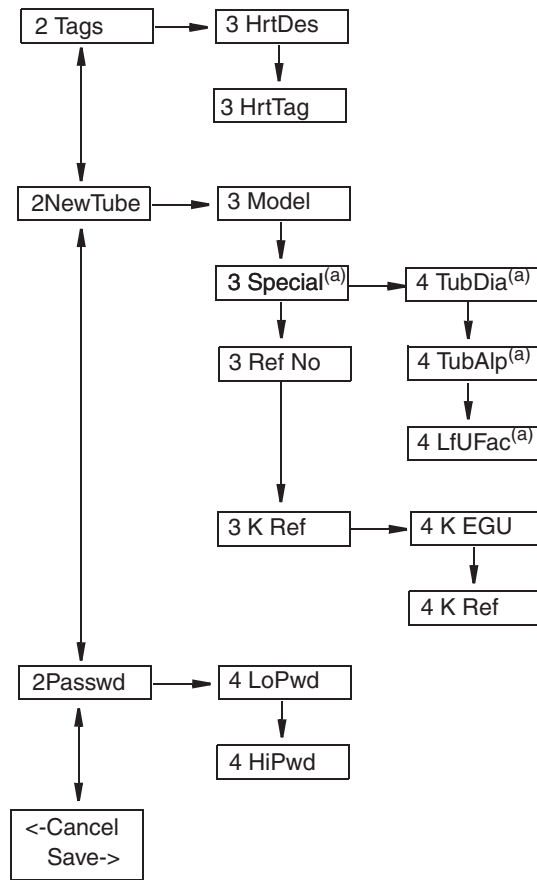 2 Tags
3 HrtDes
3 HrtTag
2NewTube
3 Model
3 Special(a)
4 TubDia(a)
3 Ref No
4 TubAlp(a)
4 LfUFac(a)
3 K Ref
4 K EGU
4 K Ref
2Passwd
4 LoPwd
4 HiPwd
<-Cancel
Save->